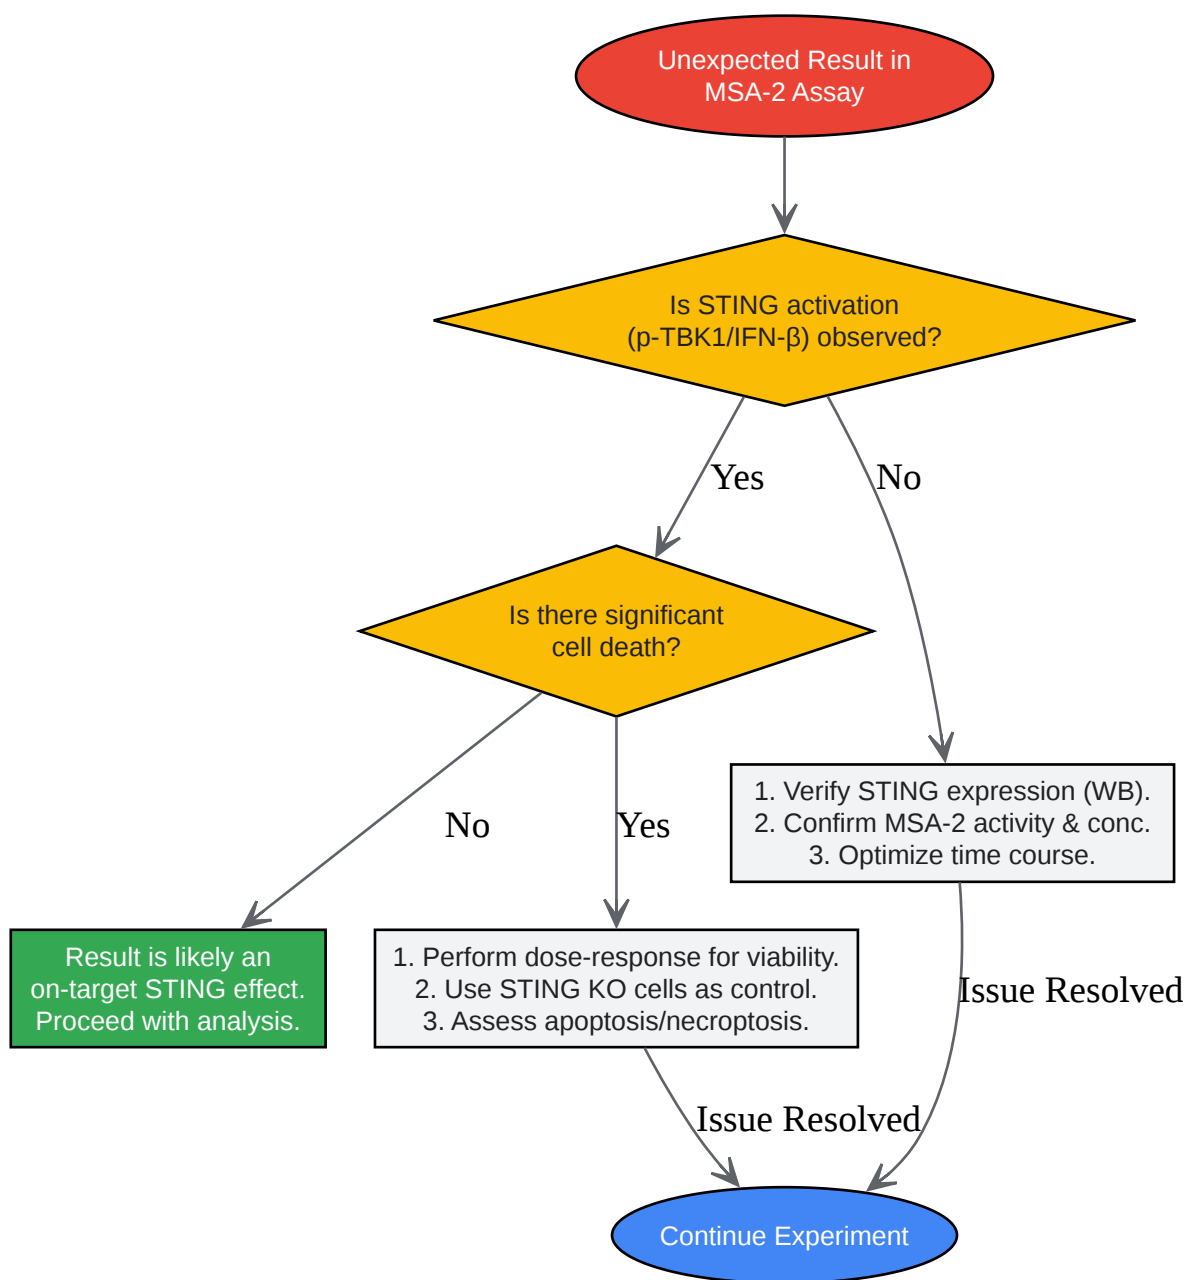 Unexpected Result in
MSA-2 Assay
Is STING activation
(p-TBK1/IFN-β) observed?
Yes
No
Is there significant
cell death?
No
Yes
1. Verify STING expression (WB).
2. Confirm MSA-2 activity & conc.
3. Optimize time course.
Result is likely an
on-target STING effect.
Proceed with analysis.
1. Perform dose-response for viability.
2. Use STING KO cells as control.
3. Assess apoptosis/necroptosis.
Issue Resolved
Issue Resolved
Continue Experiment